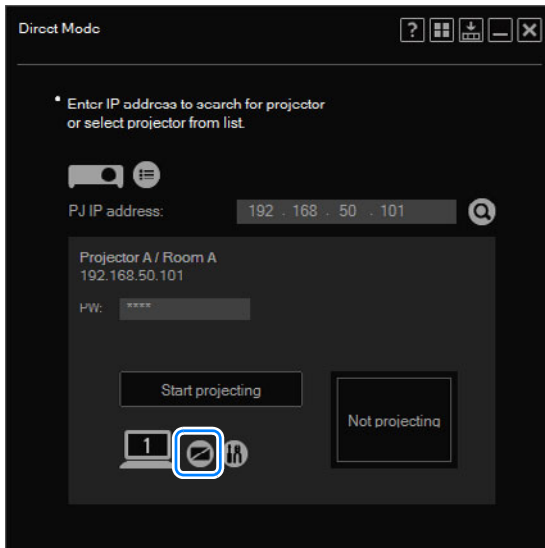 Direct Mode
?
Enter IP address to search for projector
or select projector from list.
PJ IP address: 192 . 168 . 50 . 101
Projector A / Room A
192.168.50.101
PW: ****
Start projecting
Not projecting
1